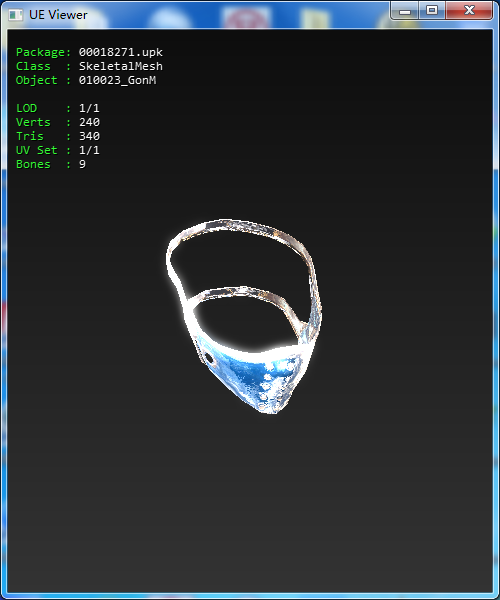 UE Viewer
Package: 00018271.upk
Class  : SkeletalMesh
Object : 010023_GonM
LOD    : 1/1
Verts  : 240
Tris   : 340
UV Set : 1/1
Bones  : 9